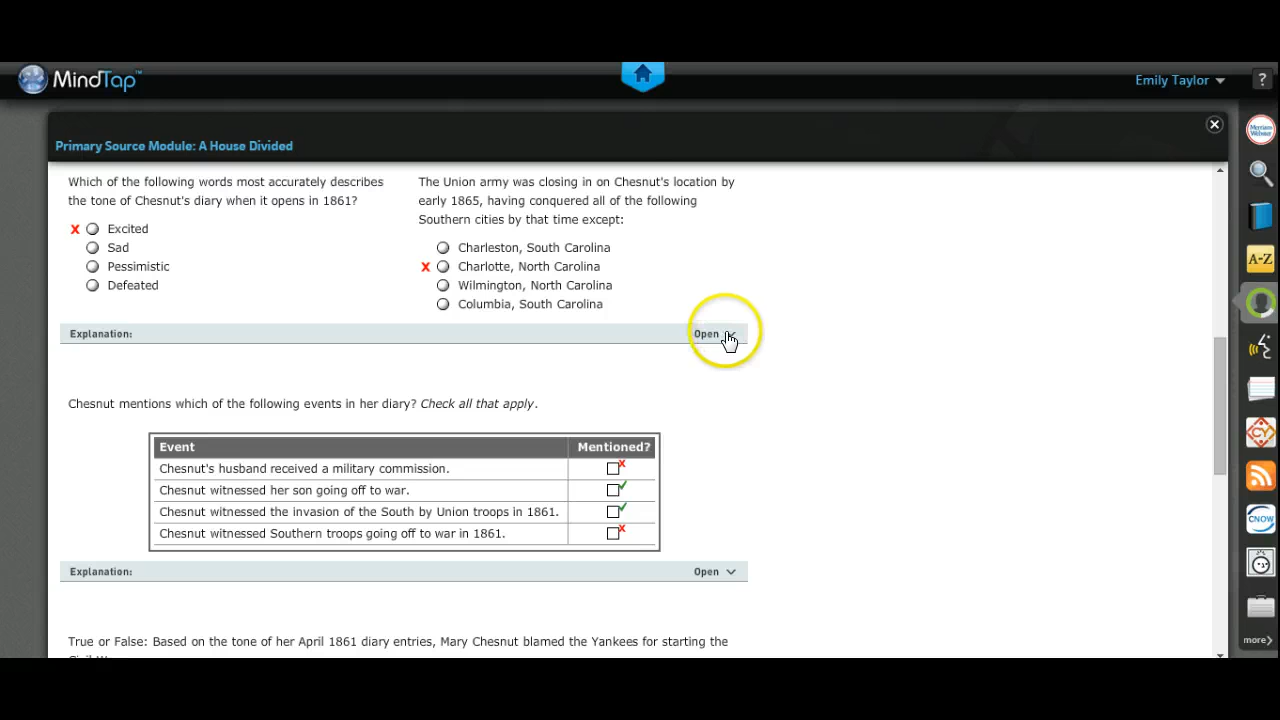 MindTap™
Emily Taylor
?
Primary Source Module: A House Divided
Merriam
Webster
Which of the following words most accurately describes
the tone of Chesnut's diary when it opens in 1861?
X Excited
Sad
Pessimistic
Defeated
The Union army was closing in on Chesnut's location by
early 1865, having conquered all of the following
Southern cities by that time except:
Charleston, South Carolina
X Charlotte, North Carolina
Wilmington, North Carolina
Columbia, South Carolina
A-Z
Explanation: Open
Chesnut mentions which of the following events in her diary? Check all that apply.
Event Mentioned?
Chesnut's husband received a military commission.
Chesnut witnessed her son going off to war.
Chesnut witnessed the invasion of the South by Union troops in 1861.
Chesnut witnessed Southern troops going off to war in 1861.
CY
CNOW
Explanation: Open
True or False: Based on the tone of her April 1861 diary entries, Mary Chesnut blamed the Yankees for starting the
more>